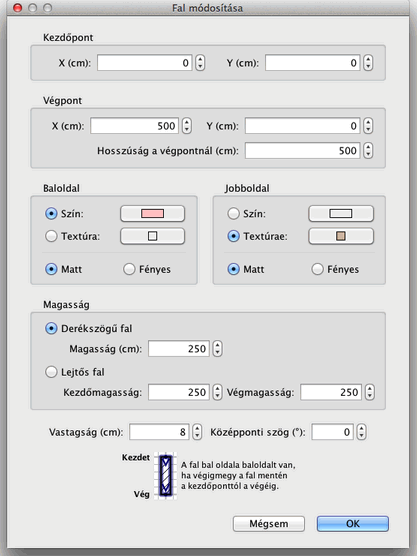 Fal módosítása
Kezdőpont
X (cm): 0 Y (cm): 0
Végpont
X (cm): 500 Y (cm): 0
Hosszúság a végpontnál (cm): 500
Baloldal Jobboldal
Szín: Szín:
Textúra: Textúrae:
Matt Fényes Matt Fényes
Magasság
Derékszögű fal
Magasság (cm): 250
Lejtős fal
Kezdőmagasság: 250 Végmagasság: 250
Vastagság (cm): 8 Középponti szög (°): 0
Kezdet
A fal bal oldala baloldalt van,
ha végigmegy a fal mentén
a kezdőponttól a végéig.
Vég
Mégsem OK